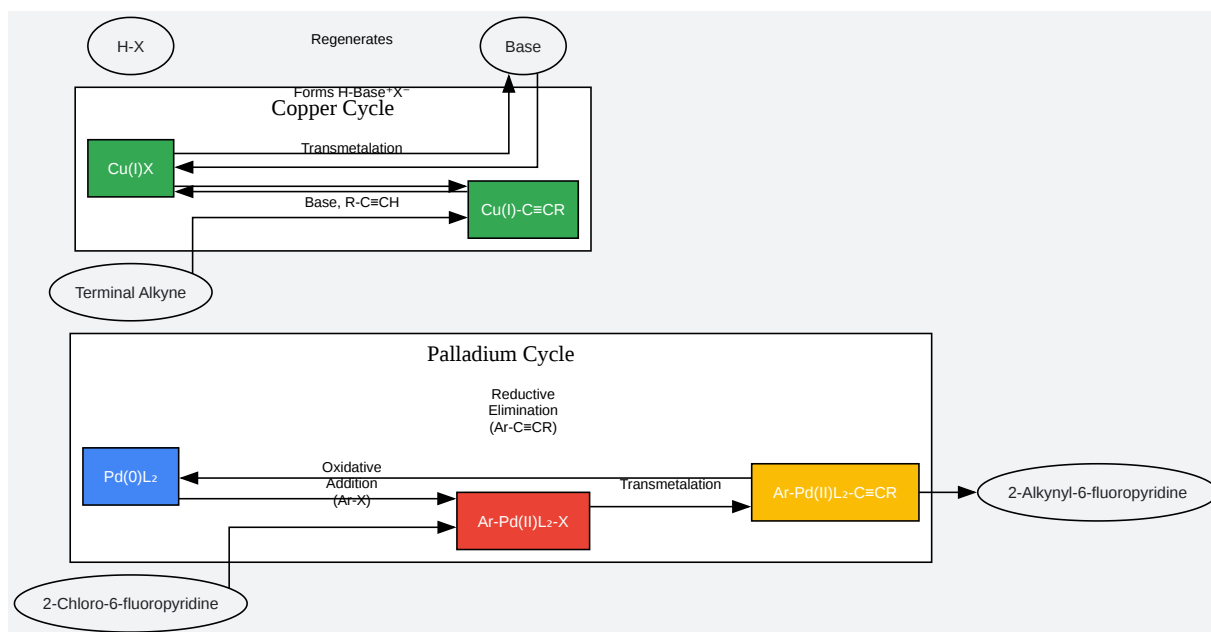 H-X
Regenerates
Base
Forms H-Base⁺X⁻
Copper Cycle
Transmetalation
Cu(I)X
Base, R-C≡CH
Cu(I)-C≡CR
Terminal Alkyne
Palladium Cycle
Reductive
Elimination
(Ar-C≡CR)
Pd(0)L₂
Oxidative
Addition
(Ar-X)
Transmetalation
Ar-Pd(II)L₂-C≡CR
2-Alkynyl-6-fluoropyridine
Ar-Pd(II)L₂-X
2-Chloro-6-fluoropyridine